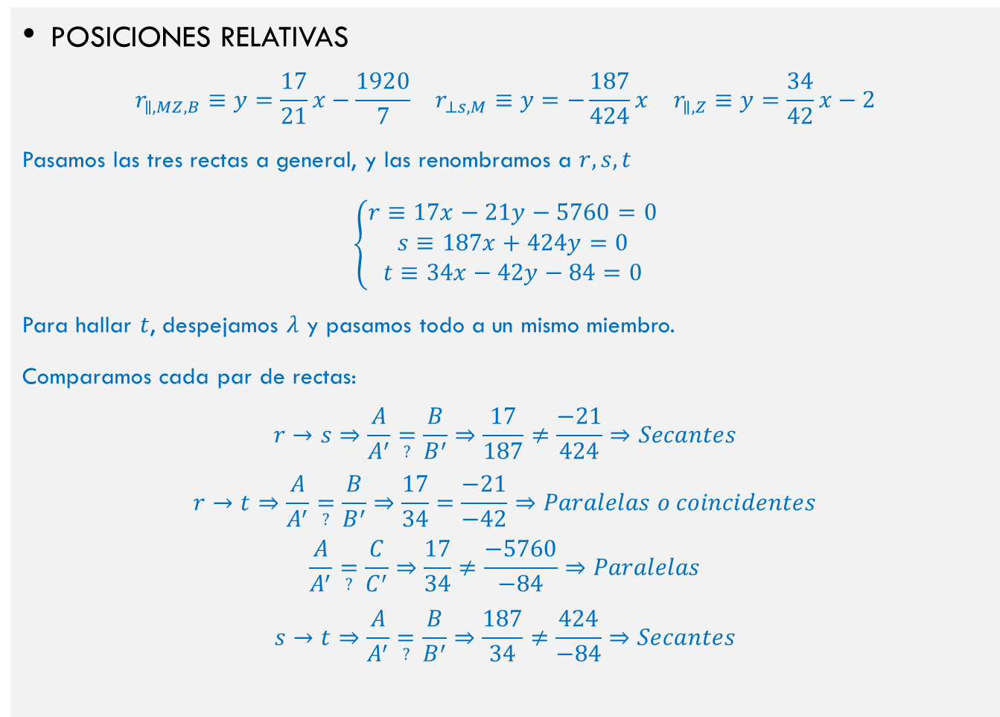 • POSICIONES RELATIVAS
r∥,MZ,B ≡ y = 17/21 x − 1920/7   r⊥s,M ≡ y = − 187/424 x   r∥,Z ≡ y = 34/42 x − 2
Pasamos las tres rectas a general, y las renombramos a r, s, t
{ r ≡ 17x − 21y − 5760 = 0
s ≡ 187x + 424y = 0
t ≡ 34x − 42y − 84 = 0
Para hallar t, despejamos λ y pasamos todo a un mismo miembro.
Comparamos cada par de rectas:
r → s ⇒ A/A′ =? B/B′ ⇒ 17/187 ≠ −21/424 ⇒ Secantes
r → t ⇒ A/A′ =? B/B′ ⇒ 17/34 = −21/−42 ⇒ Paralelas o coincidentes
A/A′ =? C/C′ ⇒ 17/34 ≠ −5760/−84 ⇒ Paralelas
s → t ⇒ A/A′ =? B/B′ ⇒ 187/34 ≠ 424/−84 ⇒ Secantes